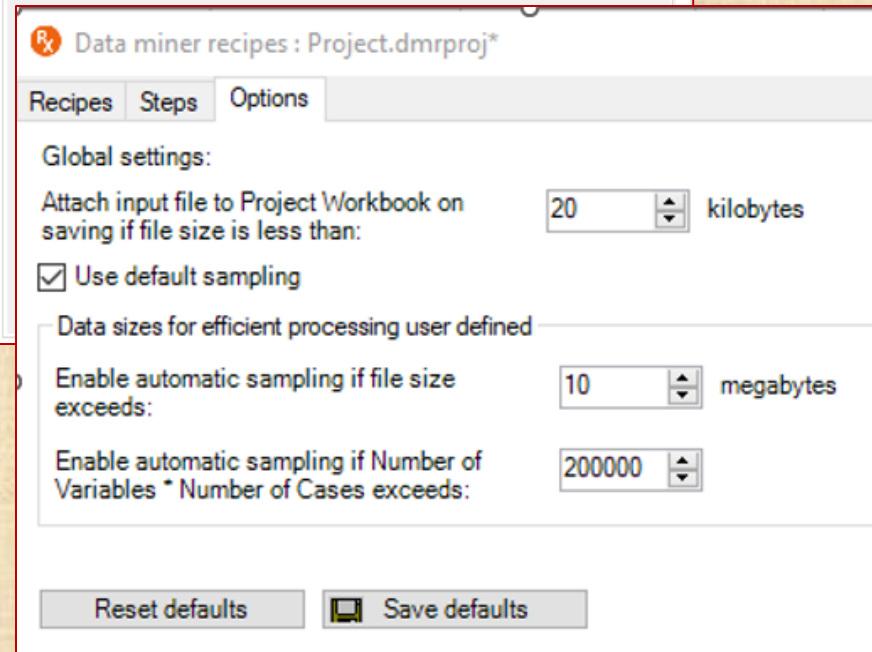 Rx Data miner recipes : Project.dmrproj*
Recipes Steps Options
Global settings:
Attach input file to Project Workbook on
saving if file size is less than:
20 kilobytes
Use default sampling
Data sizes for efficient processing user defined
Enable automatic sampling if file size
exceeds:
10 megabytes
Enable automatic sampling if Number of
Variables * Number of Cases exceeds:
200000
Reset defaults Save defaults